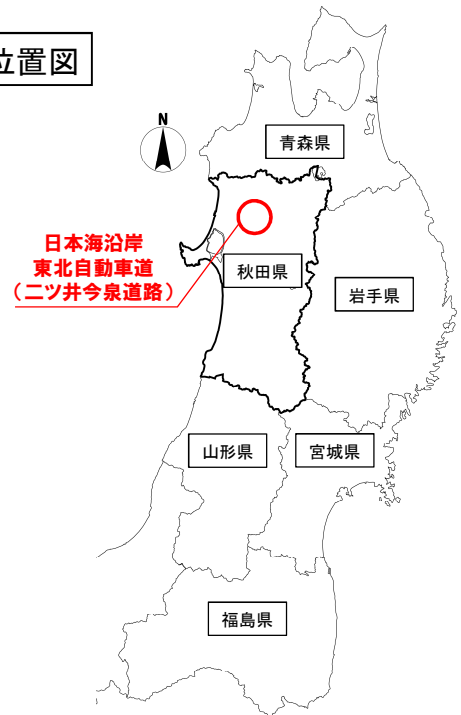 位置図
N
青森県
日本海沿岸
東北自動車道
（二ツ井今泉道路）
秋田県
岩手県
山形県
宮城県
福島県